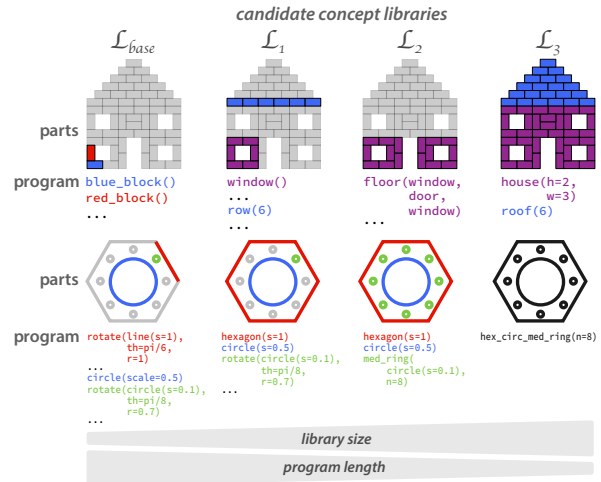 candidate concept libraries
ℒbase ℒ1 ℒ2 ℒ3
parts
program
blue_block()
red_block()
...
window()
...
row(6)
...
floor(window,
door,
window)
...
house(h=2,
w=3)
roof(6)
parts
program
rotate(line(s=1),
th=pi/6,
r=1)
...
circle(scale=0.5)
rotate(circle(s=0.1),
th=pi/8,
r=0.7)
...
hexagon(s=1)
circle(s=0.5)
rotate(circle(s=0.1),
th=pi/8,
r=0.7)
...
hexagon(s=1)
circle(s=0.5)
med_ring(
circle(s=0.1),
n=8)
hex_circ_med_ring(n=8)
library size
program length